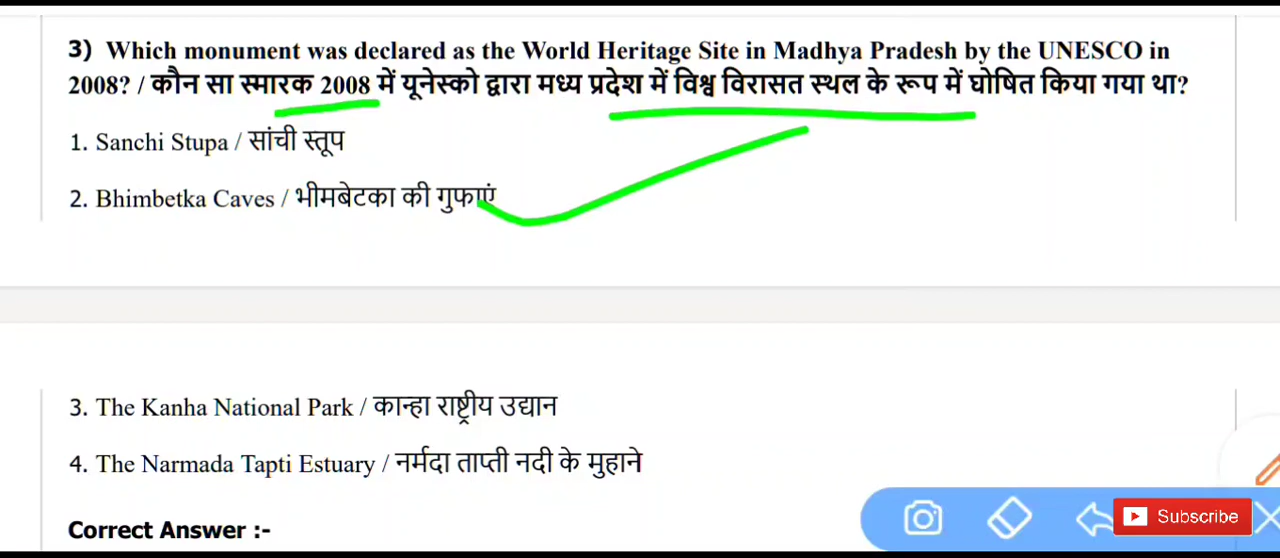 3) Which monument was declared as the World Heritage Site in Madhya Pradesh by the UNESCO in
2008? / कौन सा स्मारक 2008 में यूनेस्को द्वारा मध्य प्रदेश में विश्व विरासत स्थल के रूप में घोषित किया गया था?
1. Sanchi Stupa / सांची स्तूप
2. Bhimbetka Caves / भीमबेटका की गुफाएं
3. The Kanha National Park / कान्हा राष्ट्रीय उद्यान
4. The Narmada Tapti Estuary / नर्मदा ताप्ती नदी के मुहाने
Correct Answer :-
Subscribe